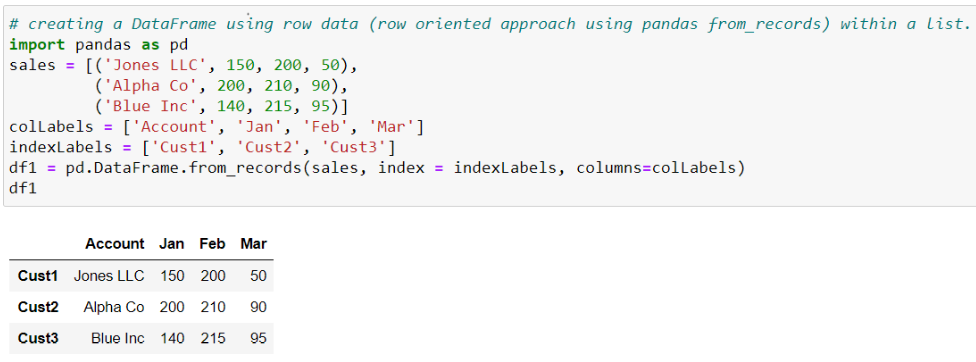 # creating a DataFrame using row data (row oriented approach using pandas from_records) within a list.
import pandas as pd
sales = [('Jones LLC', 150, 200, 50),
         ('Alpha Co', 200, 210, 90),
         ('Blue Inc', 140, 215, 95)]
colLabels = ['Account', 'Jan', 'Feb', 'Mar']
indexLabels = ['Cust1', 'Cust2', 'Cust3']
df1 = pd.DataFrame.from_records(sales, index = indexLabels, columns=colLabels)
df1
Account Jan Feb Mar
Cust1 Jones LLC 150 200 50
Cust2 Alpha Co 200 210 90
Cust3 Blue Inc 140 215 95